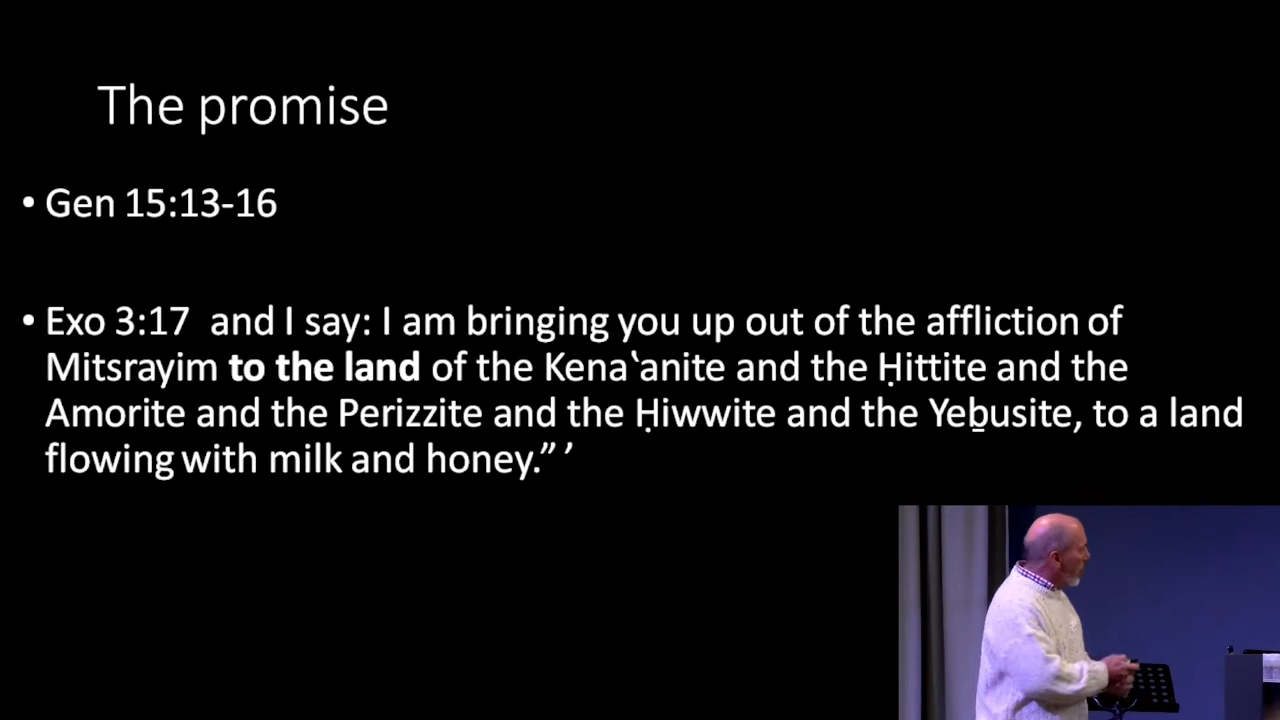 The promise
• Gen 15:13-16
• Exo 3:17  and I say: I am bringing you up out of the affliction of
Mitsrayim to the land of the Kenaʽanite and the Ḥittite and the
Amorite and the Perizzite and the Ḥiwwite and the Yeḇusite, to a land
flowing with milk and honey.” ’